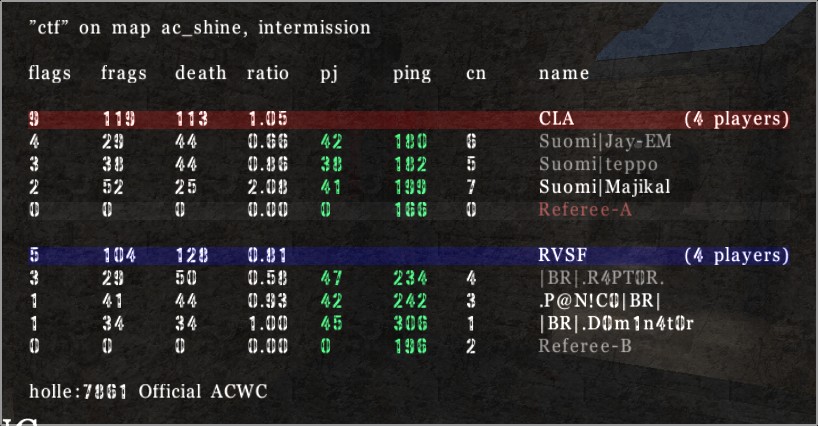 "ctf" on map ac_shine, intermission
flags frags death ratio pj ping cn name
9 119 113 1.05 CLA (4 players)
4 29 44 0.66 42 180 6 Suomi|Jay-EM
3 38 44 0.86 38 182 5 Suomi|teppo
2 52 25 2.08 41 199 7 Suomi|Majikal
0 0 0 0.00 0 166 0 Referee-A
5 104 128 0.81 RVSF (4 players)
3 29 50 0.58 47 234 4 |BR|.R4PT0R.
1 41 44 0.93 42 242 3 .P@N!C0|BR|
1 34 34 1.00 45 306 1 |BR|.D0m1n4t0r
0 0 0 0.00 0 196 2 Referee-B
holle:7861 Official ACWC